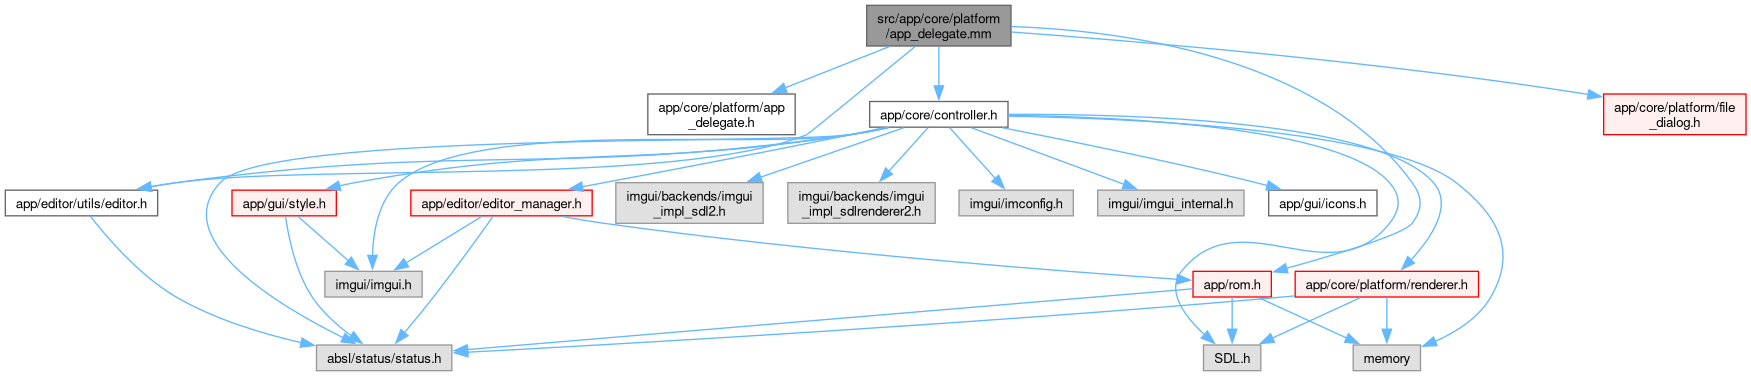 src/app/core/platform
/app_delegate.mm
app/core/platform/app
_delegate.h
app/core/controller.h
app/core/platform/file
_dialog.h
app/editor/utils/editor.h
app/gui/style.h
app/editor/editor_manager.h
imgui/backends/imgui
_impl_sdl2.h
imgui/backends/imgui
_impl_sdlrenderer2.h
imgui/imconfig.h
imgui/imgui_internal.h
app/gui/icons.h
imgui/imgui.h
app/rom.h
app/core/platform/renderer.h
absl/status/status.h
SDL.h
memory